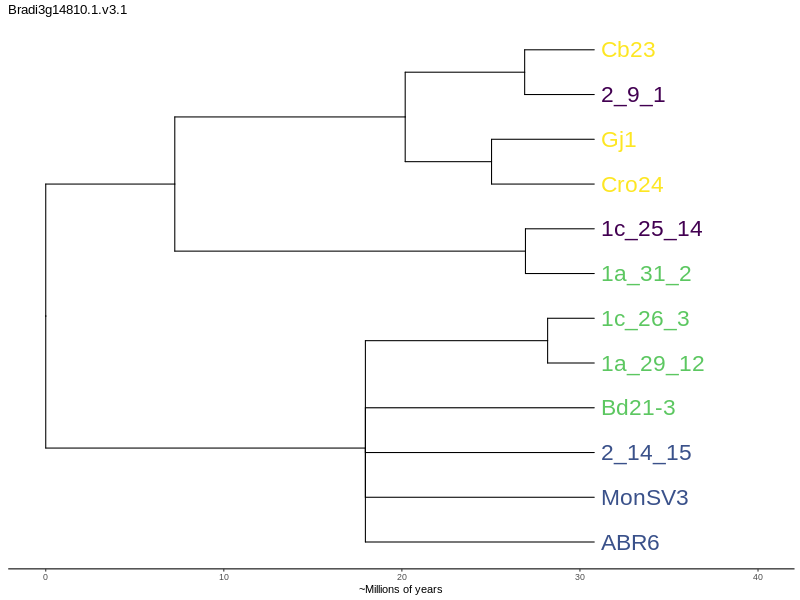 Bradi3g14810.1.v3.1
Cb23
2_9_1
Gj1
Cro24
1c_25_14
1a_31_2
1c_26_3
1a_29_12
Bd21-3
2_14_15
MonSV3
ABR6
0 10 20 30 40
~Millions of years